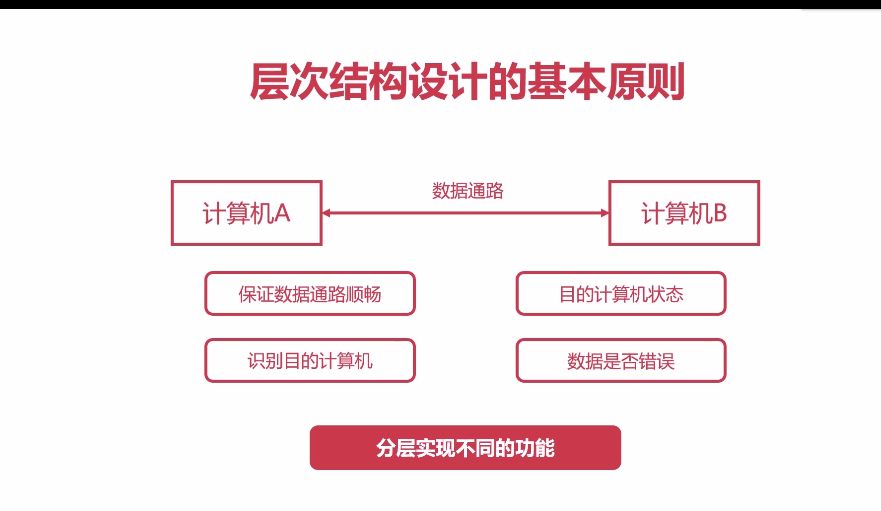 层次结构设计的基本原则
数据通路
计算机A
计算机B
保证数据通路顺畅
目的计算机状态
识别目的计算机
数据是否错误
分层实现不同的功能